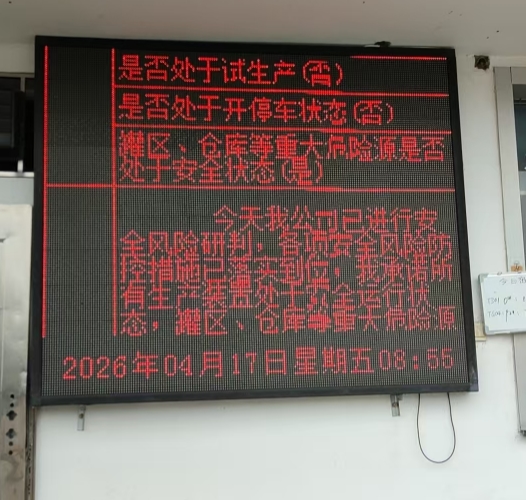 是否处于试生产(否)
是否处于开停车状态(否)
罐区、仓库等重大危险源是否
处于安全状态(是)
今天我公司已进行安
全风险研判，各项安全风险防
控措施已落实到位，我承诺所
有生产装置处于安全运行状
态，罐区、仓库等重大危险源
2026年04月17日星期五08:55